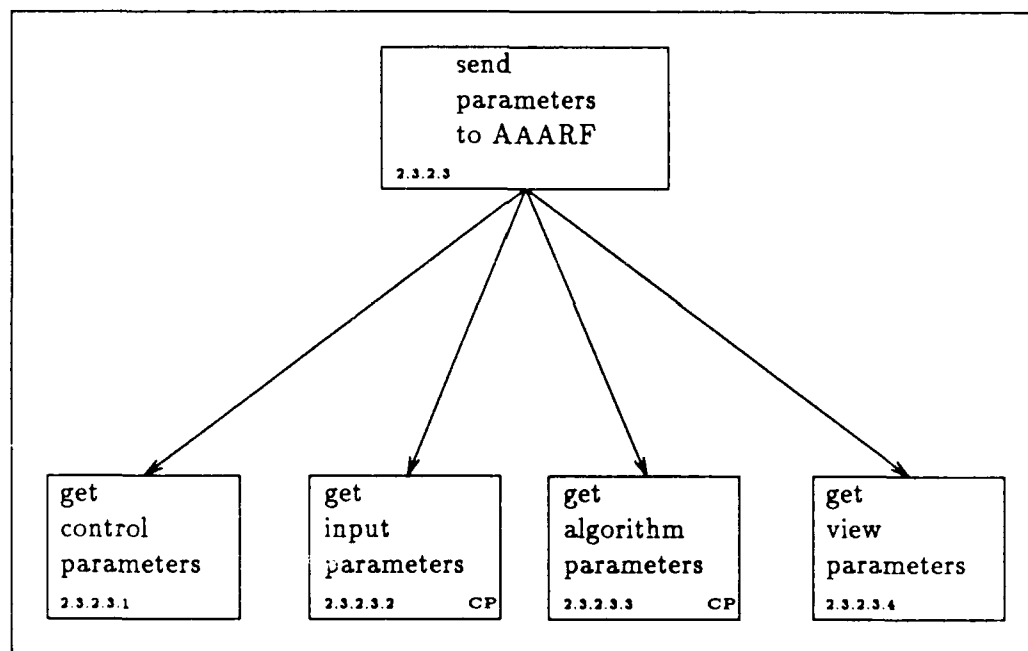 send
parameters
to AAARF
2.3.2.3
get
control
parameters
2.3.2.3.1
get
input
parameters
2.3.2.3.2 CP
get
algorithm
parameters
2.3.2.3.3 CP
get
view
parameters
2.3.2.3.4